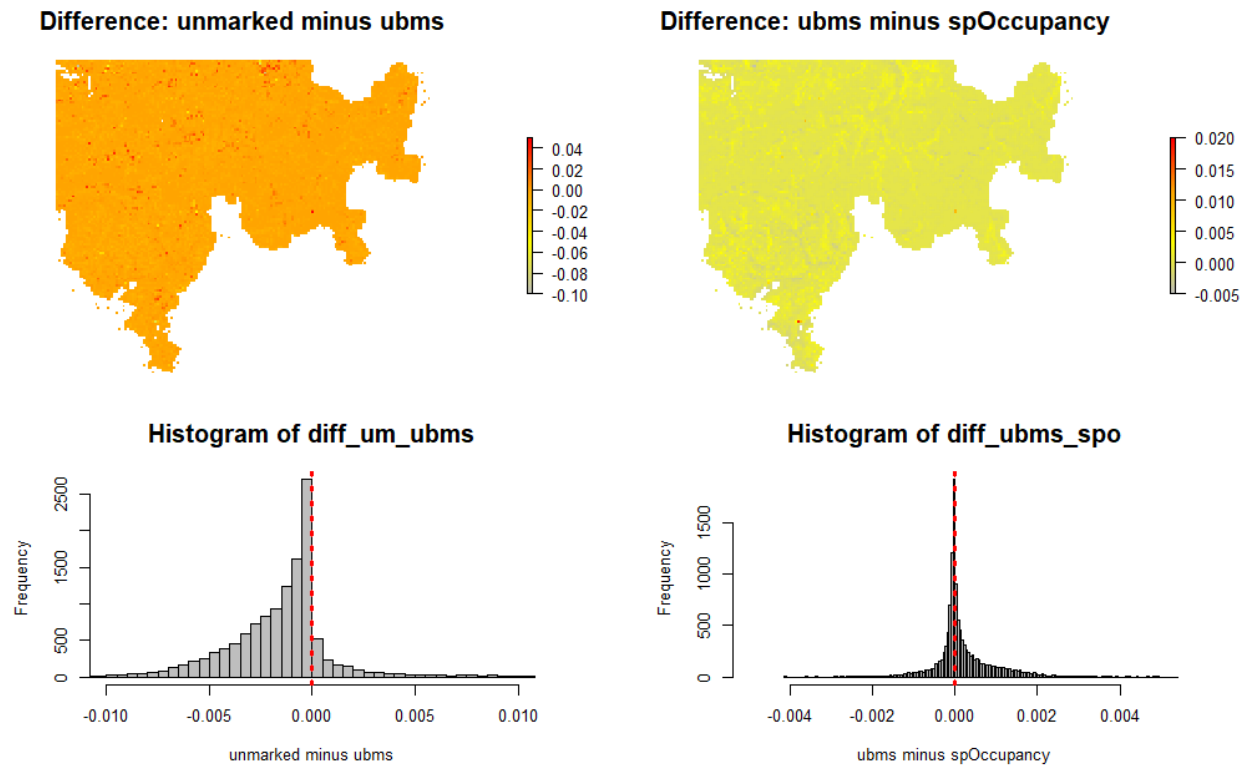 Difference: unmarked minus ubms
0.04
0.02
0.00
-0.02
-0.04
-0.06
-0.08
-0.10
Difference: ubms minus spOccupancy
0.020
0.015
0.010
0.005
0.000
-0.005
Histogram of diff_um_ubms
Frequency
2500
1500
500
0
-0.010 -0.005 0.000 0.005 0.010
unmarked minus ubms
Histogram of diff_ubms_spo
Frequency
1500
1000
500
0
-0.004 -0.002 0.000 0.002 0.004
ubms minus spOccupancy